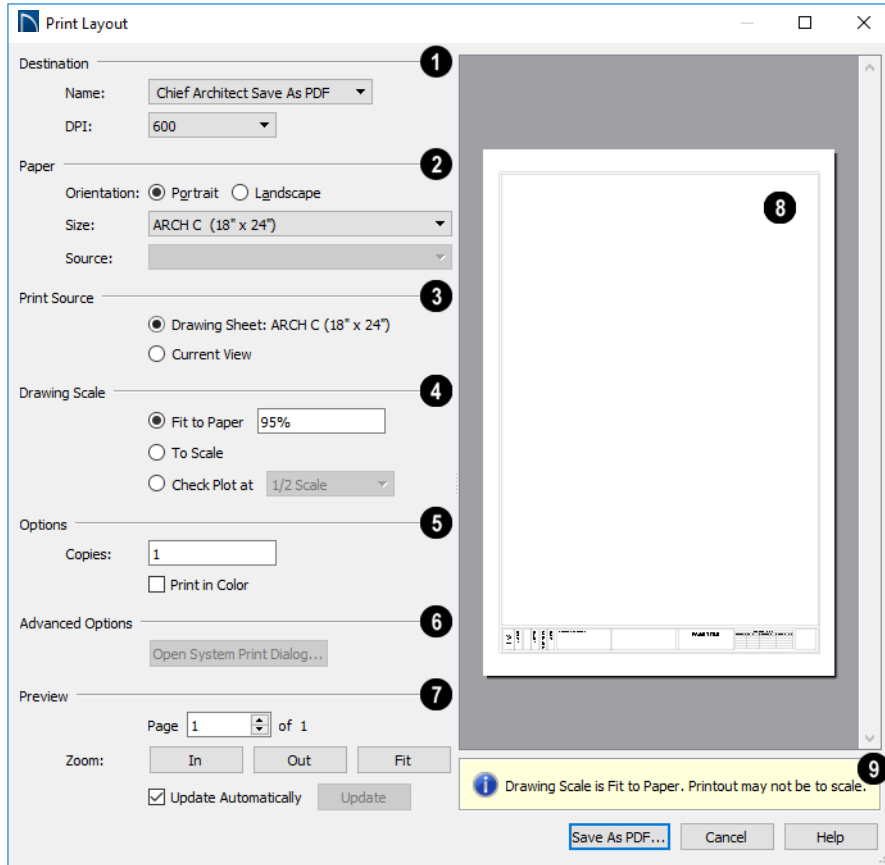 Print Layout
Destination 1
Name: Chief Architect Save As PDF
DPI: 600
Paper 2
Orientation: Portrait Landscape
Size: ARCH C (18" x 24")
Source:
Print Source 3
Drawing Sheet: ARCH C (18" x 24")
Current View
Drawing Scale 4
Fit to Paper 95%
To Scale
Check Plot at 1/2 Scale
Options 5
Copies: 1
Print in Color
Advanced Options 6
Open System Print Dialog...
Preview 7
Page 1 of 1
Zoom: In Out Fit
Update Automatically Update
8
9
Drawing Scale is Fit to Paper. Printout may not be to scale.
Save As PDF... Cancel Help